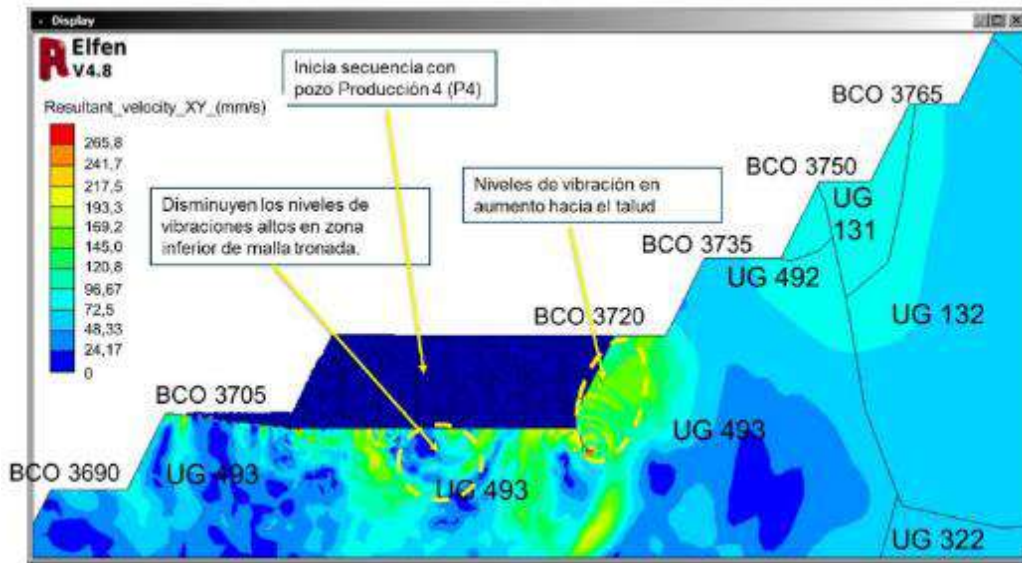 Display
Elfen
V4.8
Resultant_velocity_XY_(mm/s)
265,8
241,7
217,5
193,3
169,2
145,0
120,8
96,67
72,5
48,33
24,17
0
Inicia secuencia con
pozo Producción 4 (P4)
Disminuyen los niveles de
vibraciones altos en zona
inferior de malla tronada.
Niveles de vibración en
aumento hacia el talud
BCO 3765
BCO 3750
UG
131
BCO 3735
UG 492
UG 132
BCO 3720
BCO 3705
UG 493
BCO 3690
UG 493
UG 493
UG 322